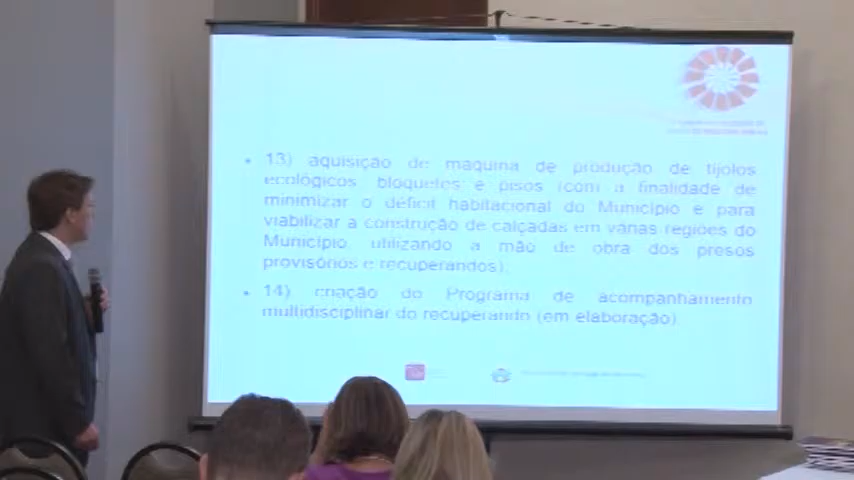 • 13) aquisição de maquina de produção de tijolos
ecológicos, bloquetes e pisos (com a finalidade de
minimizar o déficit habitacional do Município e para
viabilizar a construção de calçadas em várias regiões do
Município, utilizando a mão de obra dos presos
provisórios e recuperandos);
• 14) criação do Programa de acompanhamento
multidisciplinar do recuperando (em elaboração)